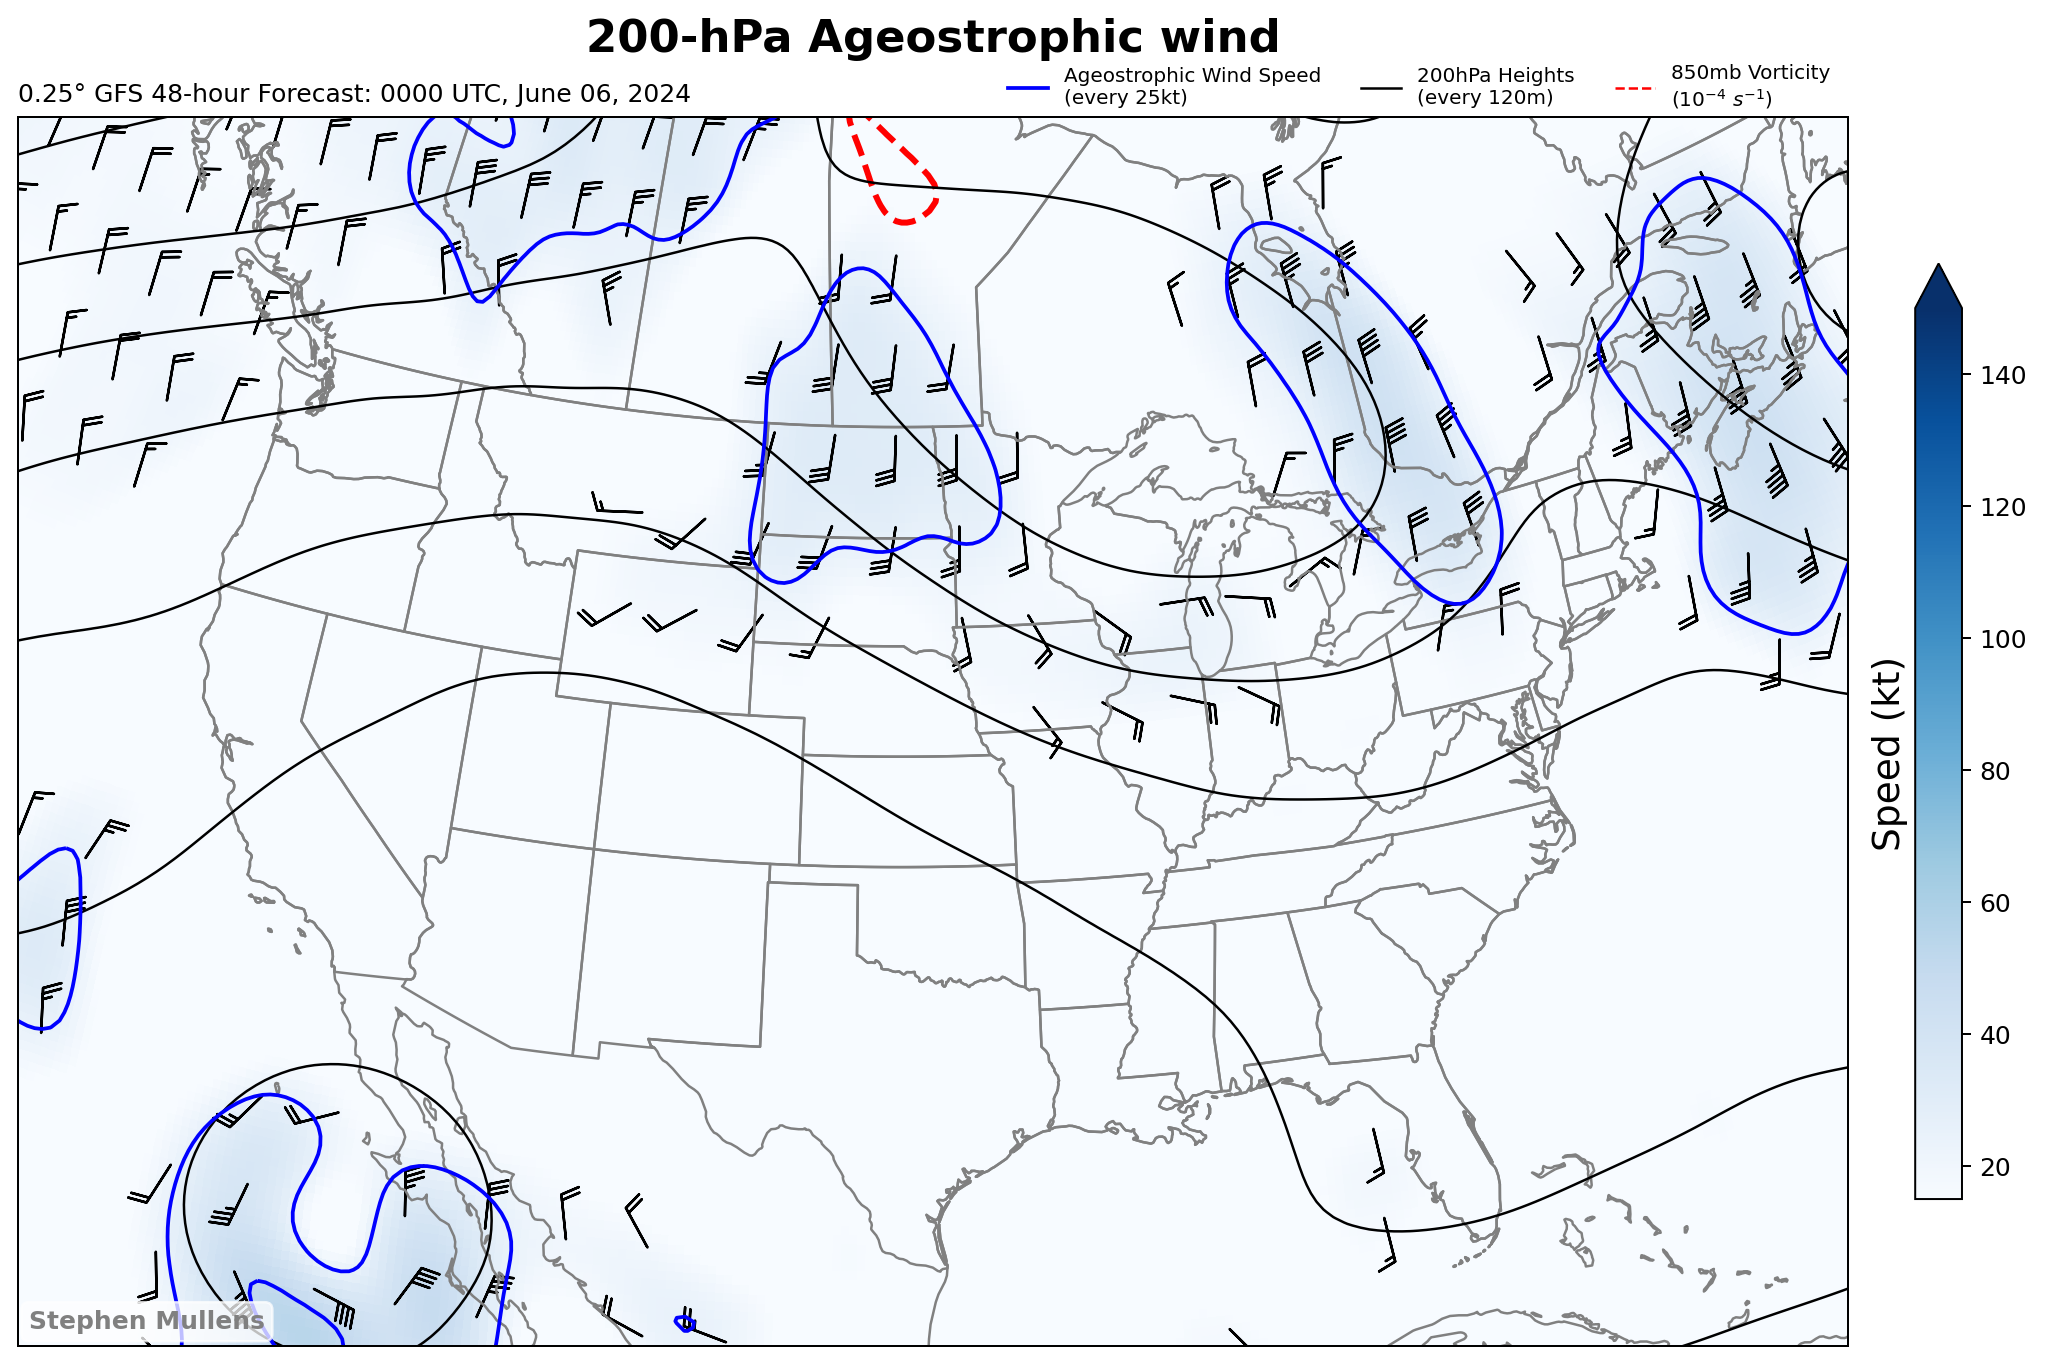 200-hPa Ageostrophic wind
0.25° GFS 48-hour Forecast: 0000 UTC, June 06, 2024
Ageostrophic Wind Speed
(every 25kt)
200hPa Heights
(every 120m)
850mb Vorticity
(10⁻⁴ s⁻¹)
140
120
100
80
60
40
20
Speed (kt)
Stephen Mullens